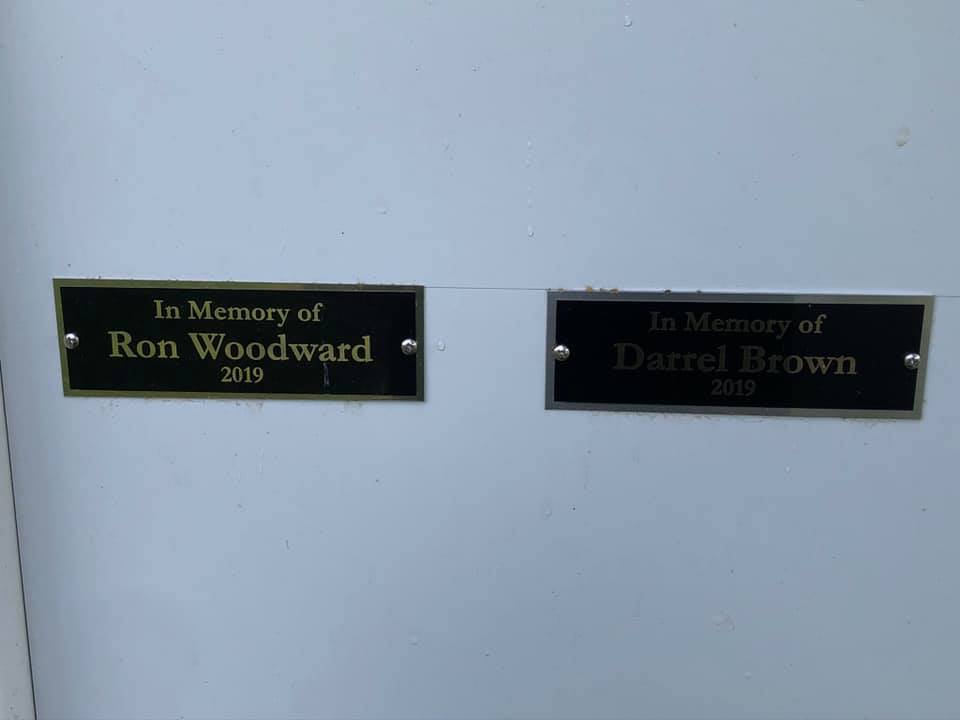 In Memory of
Ron Woodward
2019
In Memory of
Darrel Brown
2019